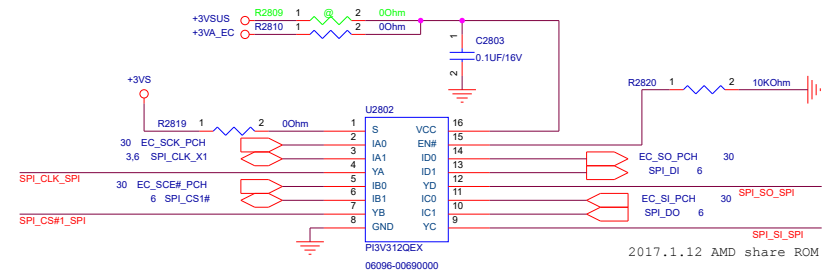 +3VSUS R2809 1 @ 2 0Ohm
+3VA_EC R2810 1 2 0Ohm
1 C2803
0.1UF/16V
2
+3VS
R2820 1 2 10KOhm
U2802
R2819 1 2 0Ohm
1 S VCC 16
30 EC_SCK_PCH 2 IA0 EN# 15
3,6 SPI_CLK_X1 3 IA1 ID0 14 EC_SO_PCH 30
SPI_CLK_SPI 4 YA ID1 13 SPI_DI 6
30 EC_SCE#_PCH 5 IB0 YD 12 SPI_SO_SPI
6 SPI_CS1# 6 IB1 IC0 11 EC_SI_PCH 30
SPI_CS#1_SPI 7 YB IC1 10 SPI_DO 6
8 GND YC 9 SPI_SI_SPI
PI3V312QEX
06096-00690000
2017.1.12 AMD share ROM